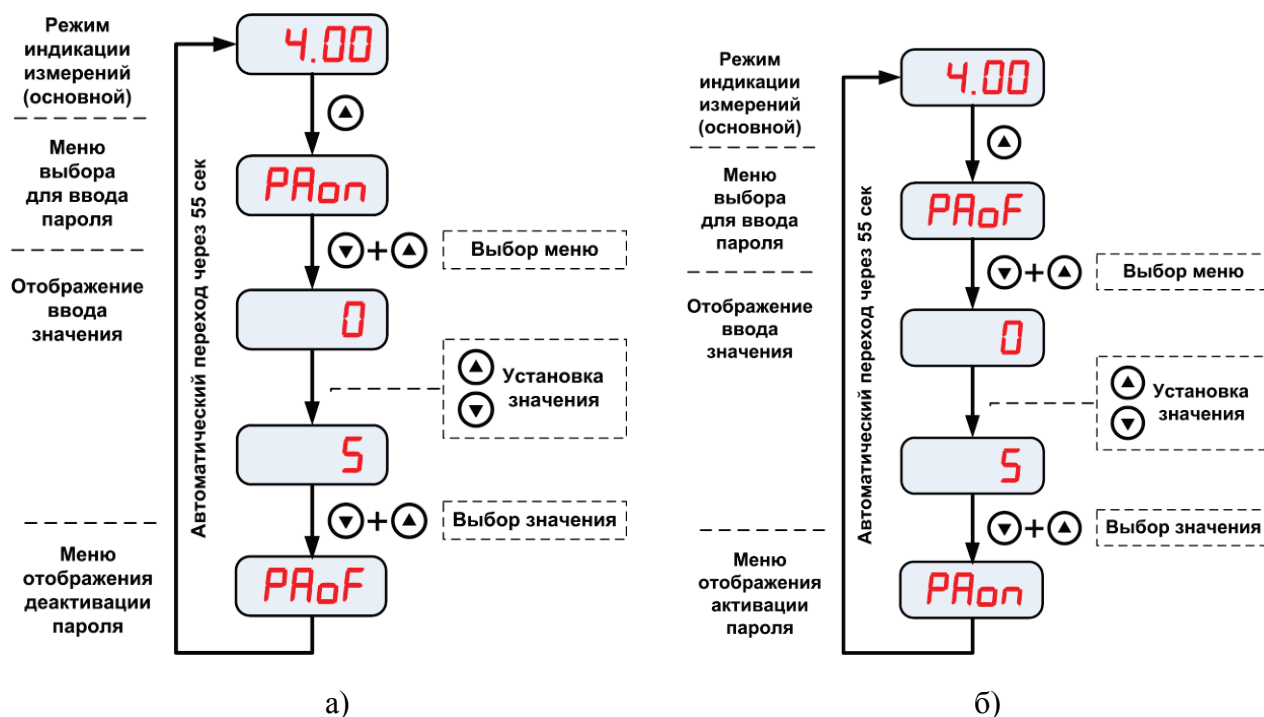 Режим
индикации
измерений
(основной)
4.00
Меню
выбора
для ввода
пароля
PAon
+
Выбор меню
Отображение
ввода
значения
0
Установка
значения
5
+
Выбор значения
Меню
отображения
деактивации
пароля
PAoF
Автоматический переход через 55 сек
а)
Режим
индикации
измерений
(основной)
4.00
Меню
выбора
для ввода
пароля
PAoF
+
Выбор меню
Отображение
ввода
значения
0
Установка
значения
5
+
Выбор значения
Меню
отображения
активации
пароля
PAon
Автоматический переход через 55 сек
б)